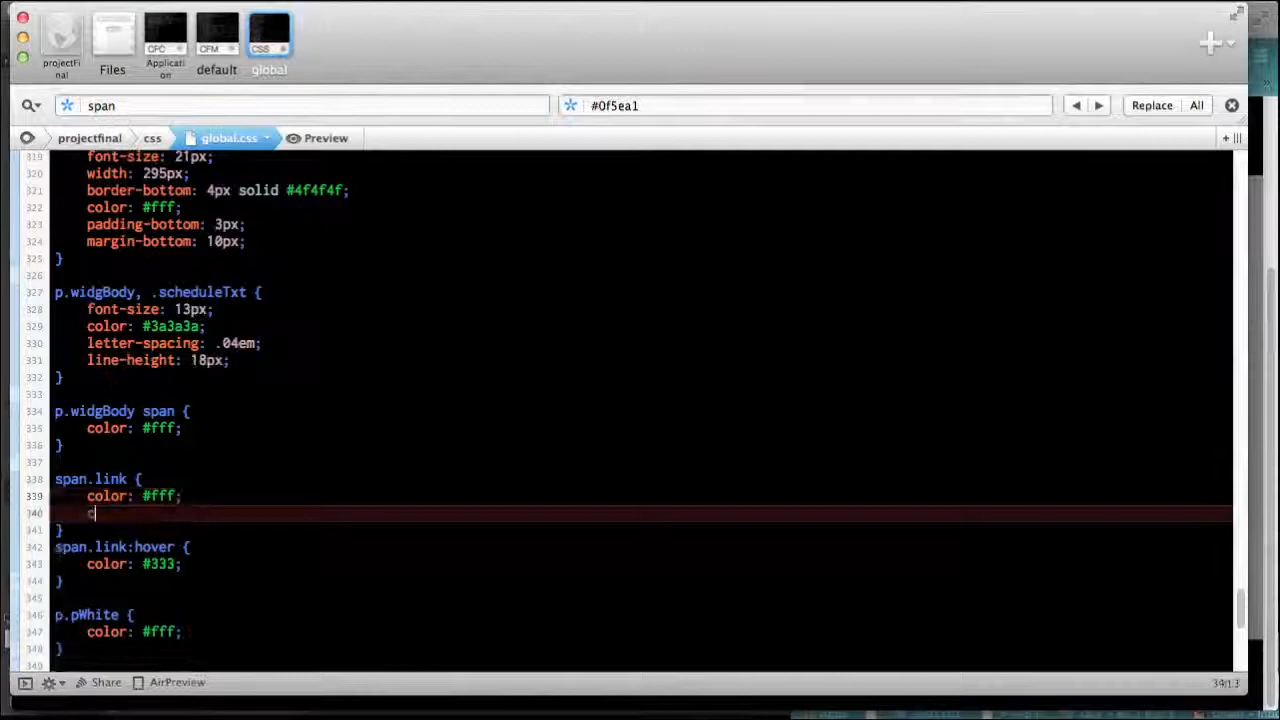 CFC
CFM
CSS
projectFi
nal
Files
Applicati
on
default
global
span
#0f5ea1
Replace
All
projectfinal
css
global.css
Preview
319 font-size: 21px;
320 width: 295px;
321 border-bottom: 4px solid #4f4f4f;
322 color: #fff;
323 padding-bottom: 3px;
324 margin-bottom: 10px;
325 }
326
327 p.widgBody, .scheduleTxt {
328 font-size: 13px;
329 color: #3a3a3a;
330 letter-spacing: .04em;
331 line-height: 18px;
332 }
333
334 p.widgBody span {
335 color: #fff;
336 }
337
338 span.link {
339 color: #fff;
340 c
341 }
342 span.link:hover {
343 color: #333;
344 }
345
346 p.pWhite {
347 color: #fff;
348 }
349
Share
AirPreview